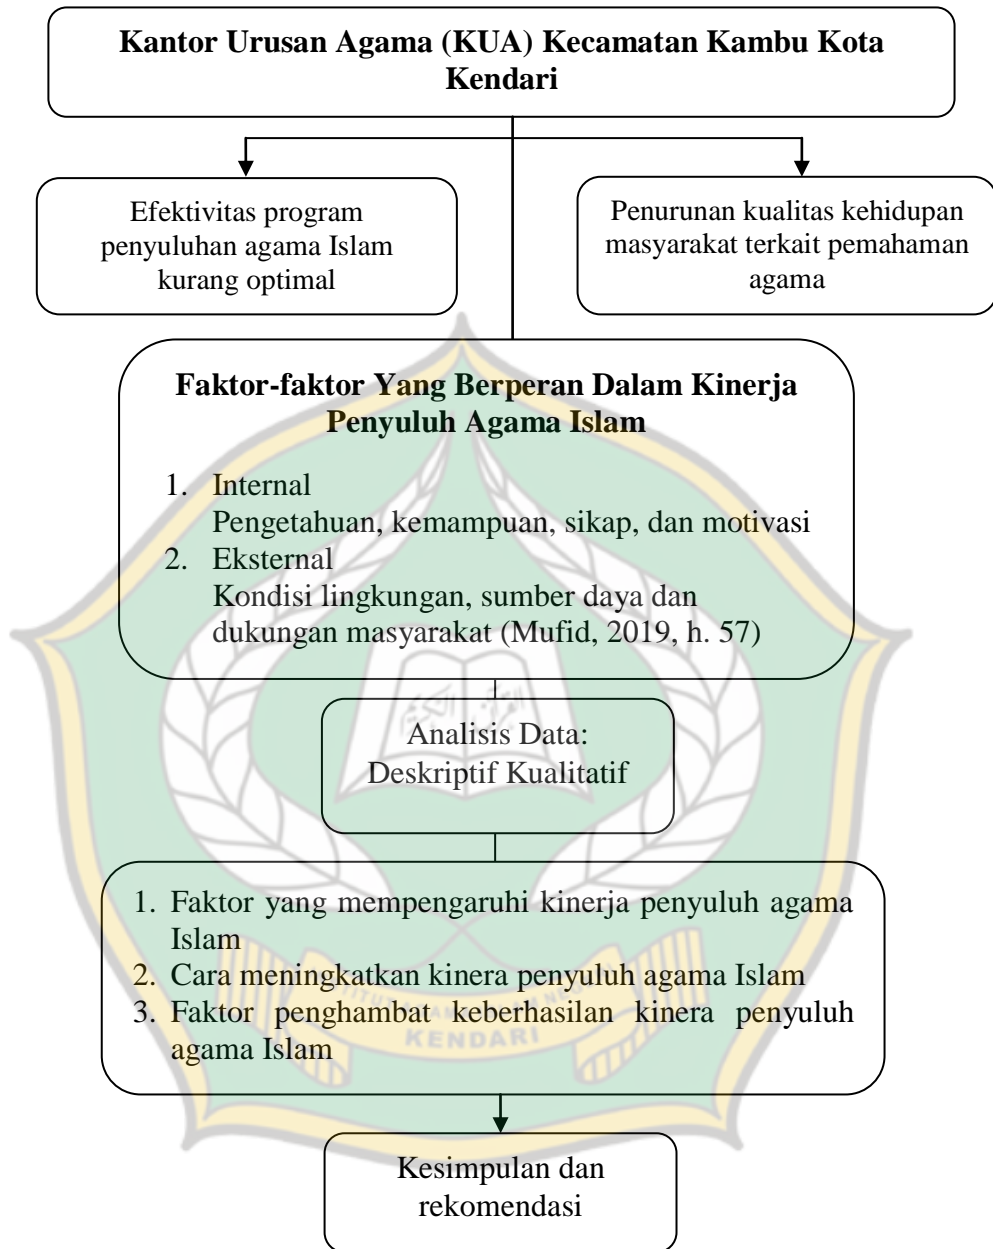 Kantor Urusan Agama (KUA) Kecamatan Kambu Kota
Kendari
Efektivitas program
penyuluhan agama Islam
kurang optimal
Penurunan kualitas kehidupan
masyarakat terkait pemahaman
agama
Faktor-faktor Yang Berperan Dalam Kinerja
Penyuluh Agama Islam
1. Internal
Pengetahuan, kemampuan, sikap, dan motivasi
2. Eksternal
Kondisi lingkungan, sumber daya dan
dukungan masyarakat (Mufid, 2019, h. 57)
Analisis Data:
Deskriptif Kualitatif
1. Faktor yang mempengaruhi kinerja penyuluh agama
Islam
2. Cara meningkatkan kinera penyuluh agama Islam
3. Faktor penghambat keberhasilan kinera penyuluh
agama Islam
KENDARI
Kesimpulan dan
rekomendasi